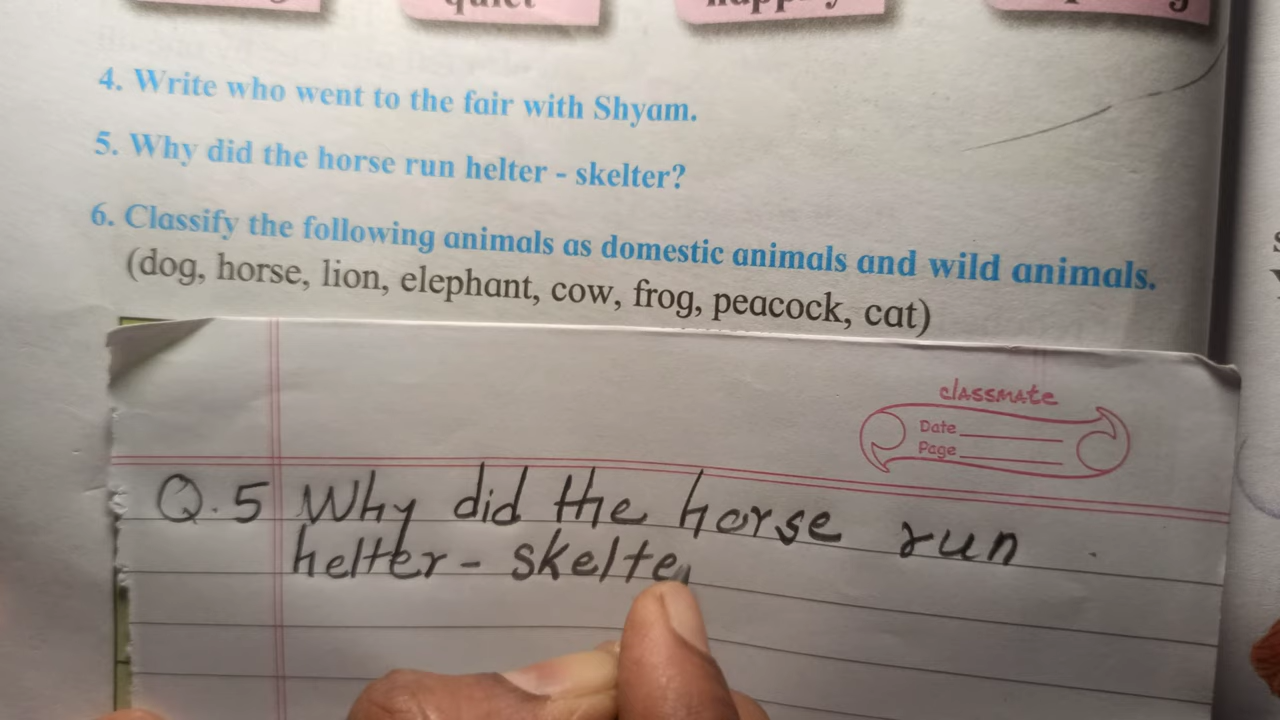 quiet
4. Write who went to the fair with Shyam.
5. Why did the horse run helter - skelter?
6. Classify the following animals as domestic animals and wild animals.
(dog, horse, lion, elephant, cow, frog, peacock, cat)
classmate
Date
Page
Q.5 Why did the horse run
helter - skelte